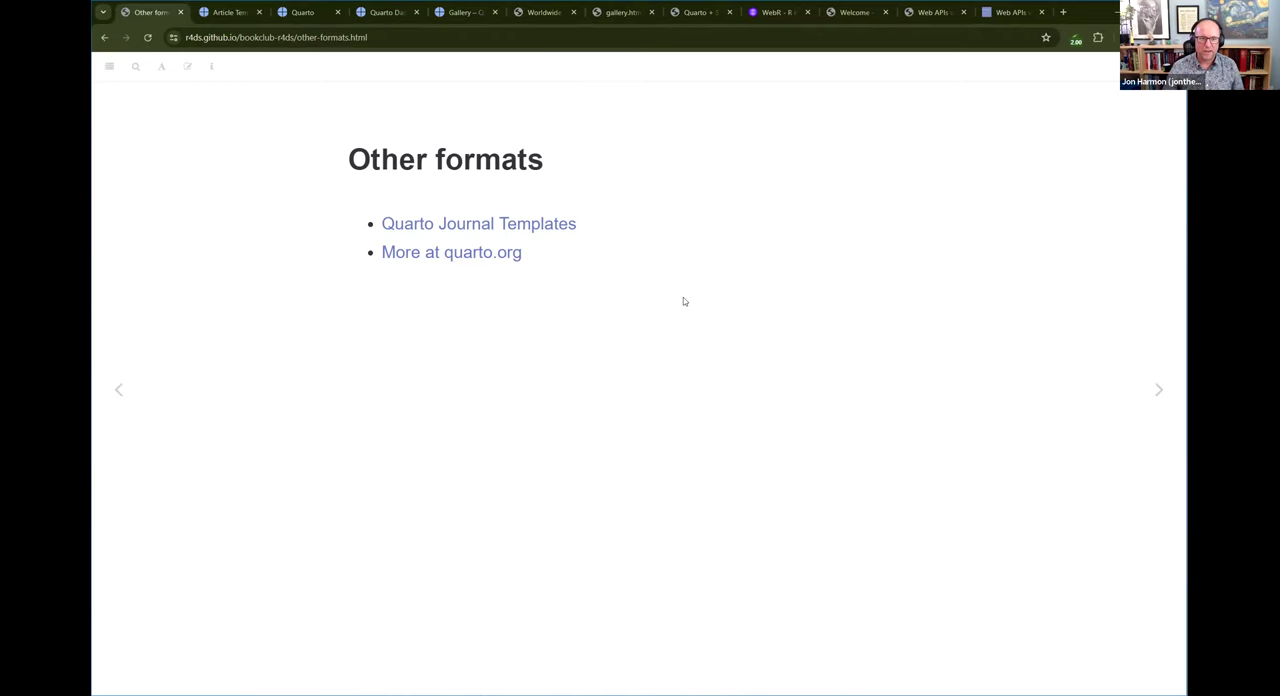 Other form
Article Tem
Quarto
Quarto Da
Gallery – Q
Worldwide
gallery.htm
Quarto + S
WebR - R i
Welcome -
Web APIs w
Web APIs w
r4ds.github.io/bookclub-r4ds/other-formats.html
2.00
Jon Harmon (jonthe...
Other formats
• Quarto Journal Templates
• More at quarto.org